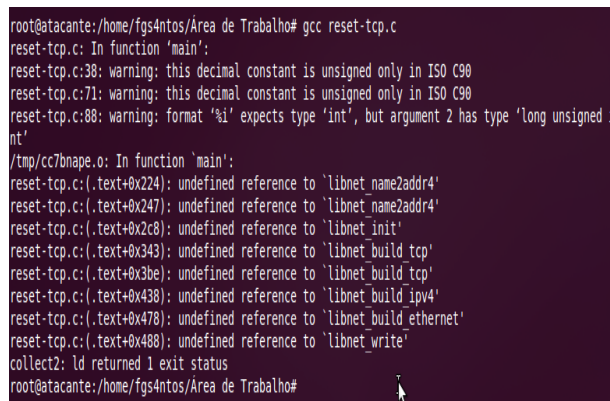 root@atacante:/home/fgs4ntos/Área de Trabalho# gcc reset-tcp.c
reset-tcp.c: In function ‘main’:
reset-tcp.c:38: warning: this decimal constant is unsigned only in ISO C90
reset-tcp.c:71: warning: this decimal constant is unsigned only in ISO C90
reset-tcp.c:88: warning: format ‘%i’ expects type ‘int’, but argument 2 has type ‘long unsigned i
nt’
/tmp/cc7bnape.o: In function `main':
reset-tcp.c:(.text+0x224): undefined reference to `libnet_name2addr4'
reset-tcp.c:(.text+0x247): undefined reference to `libnet_name2addr4'
reset-tcp.c:(.text+0x2c8): undefined reference to `libnet_init'
reset-tcp.c:(.text+0x343): undefined reference to `libnet_build_tcp'
reset-tcp.c:(.text+0x3be): undefined reference to `libnet_build_tcp'
reset-tcp.c:(.text+0x438): undefined reference to `libnet_build_ipv4'
reset-tcp.c:(.text+0x478): undefined reference to `libnet_build_ethernet'
reset-tcp.c:(.text+0x488): undefined reference to `libnet_write'
collect2: ld returned 1 exit status
root@atacante:/home/fgs4ntos/Área de Trabalho#